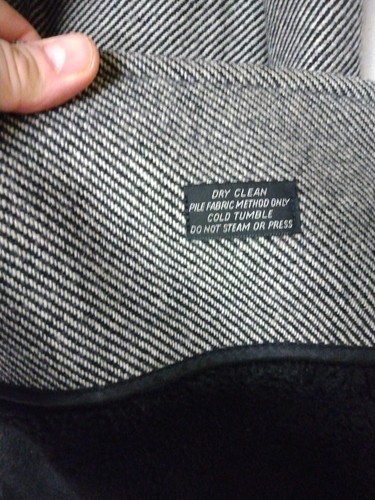 DRY CLEAN
PILE FABRIC METHOD ONLY
COLD TUMBLE
DO NOT STEAM OR PRESS